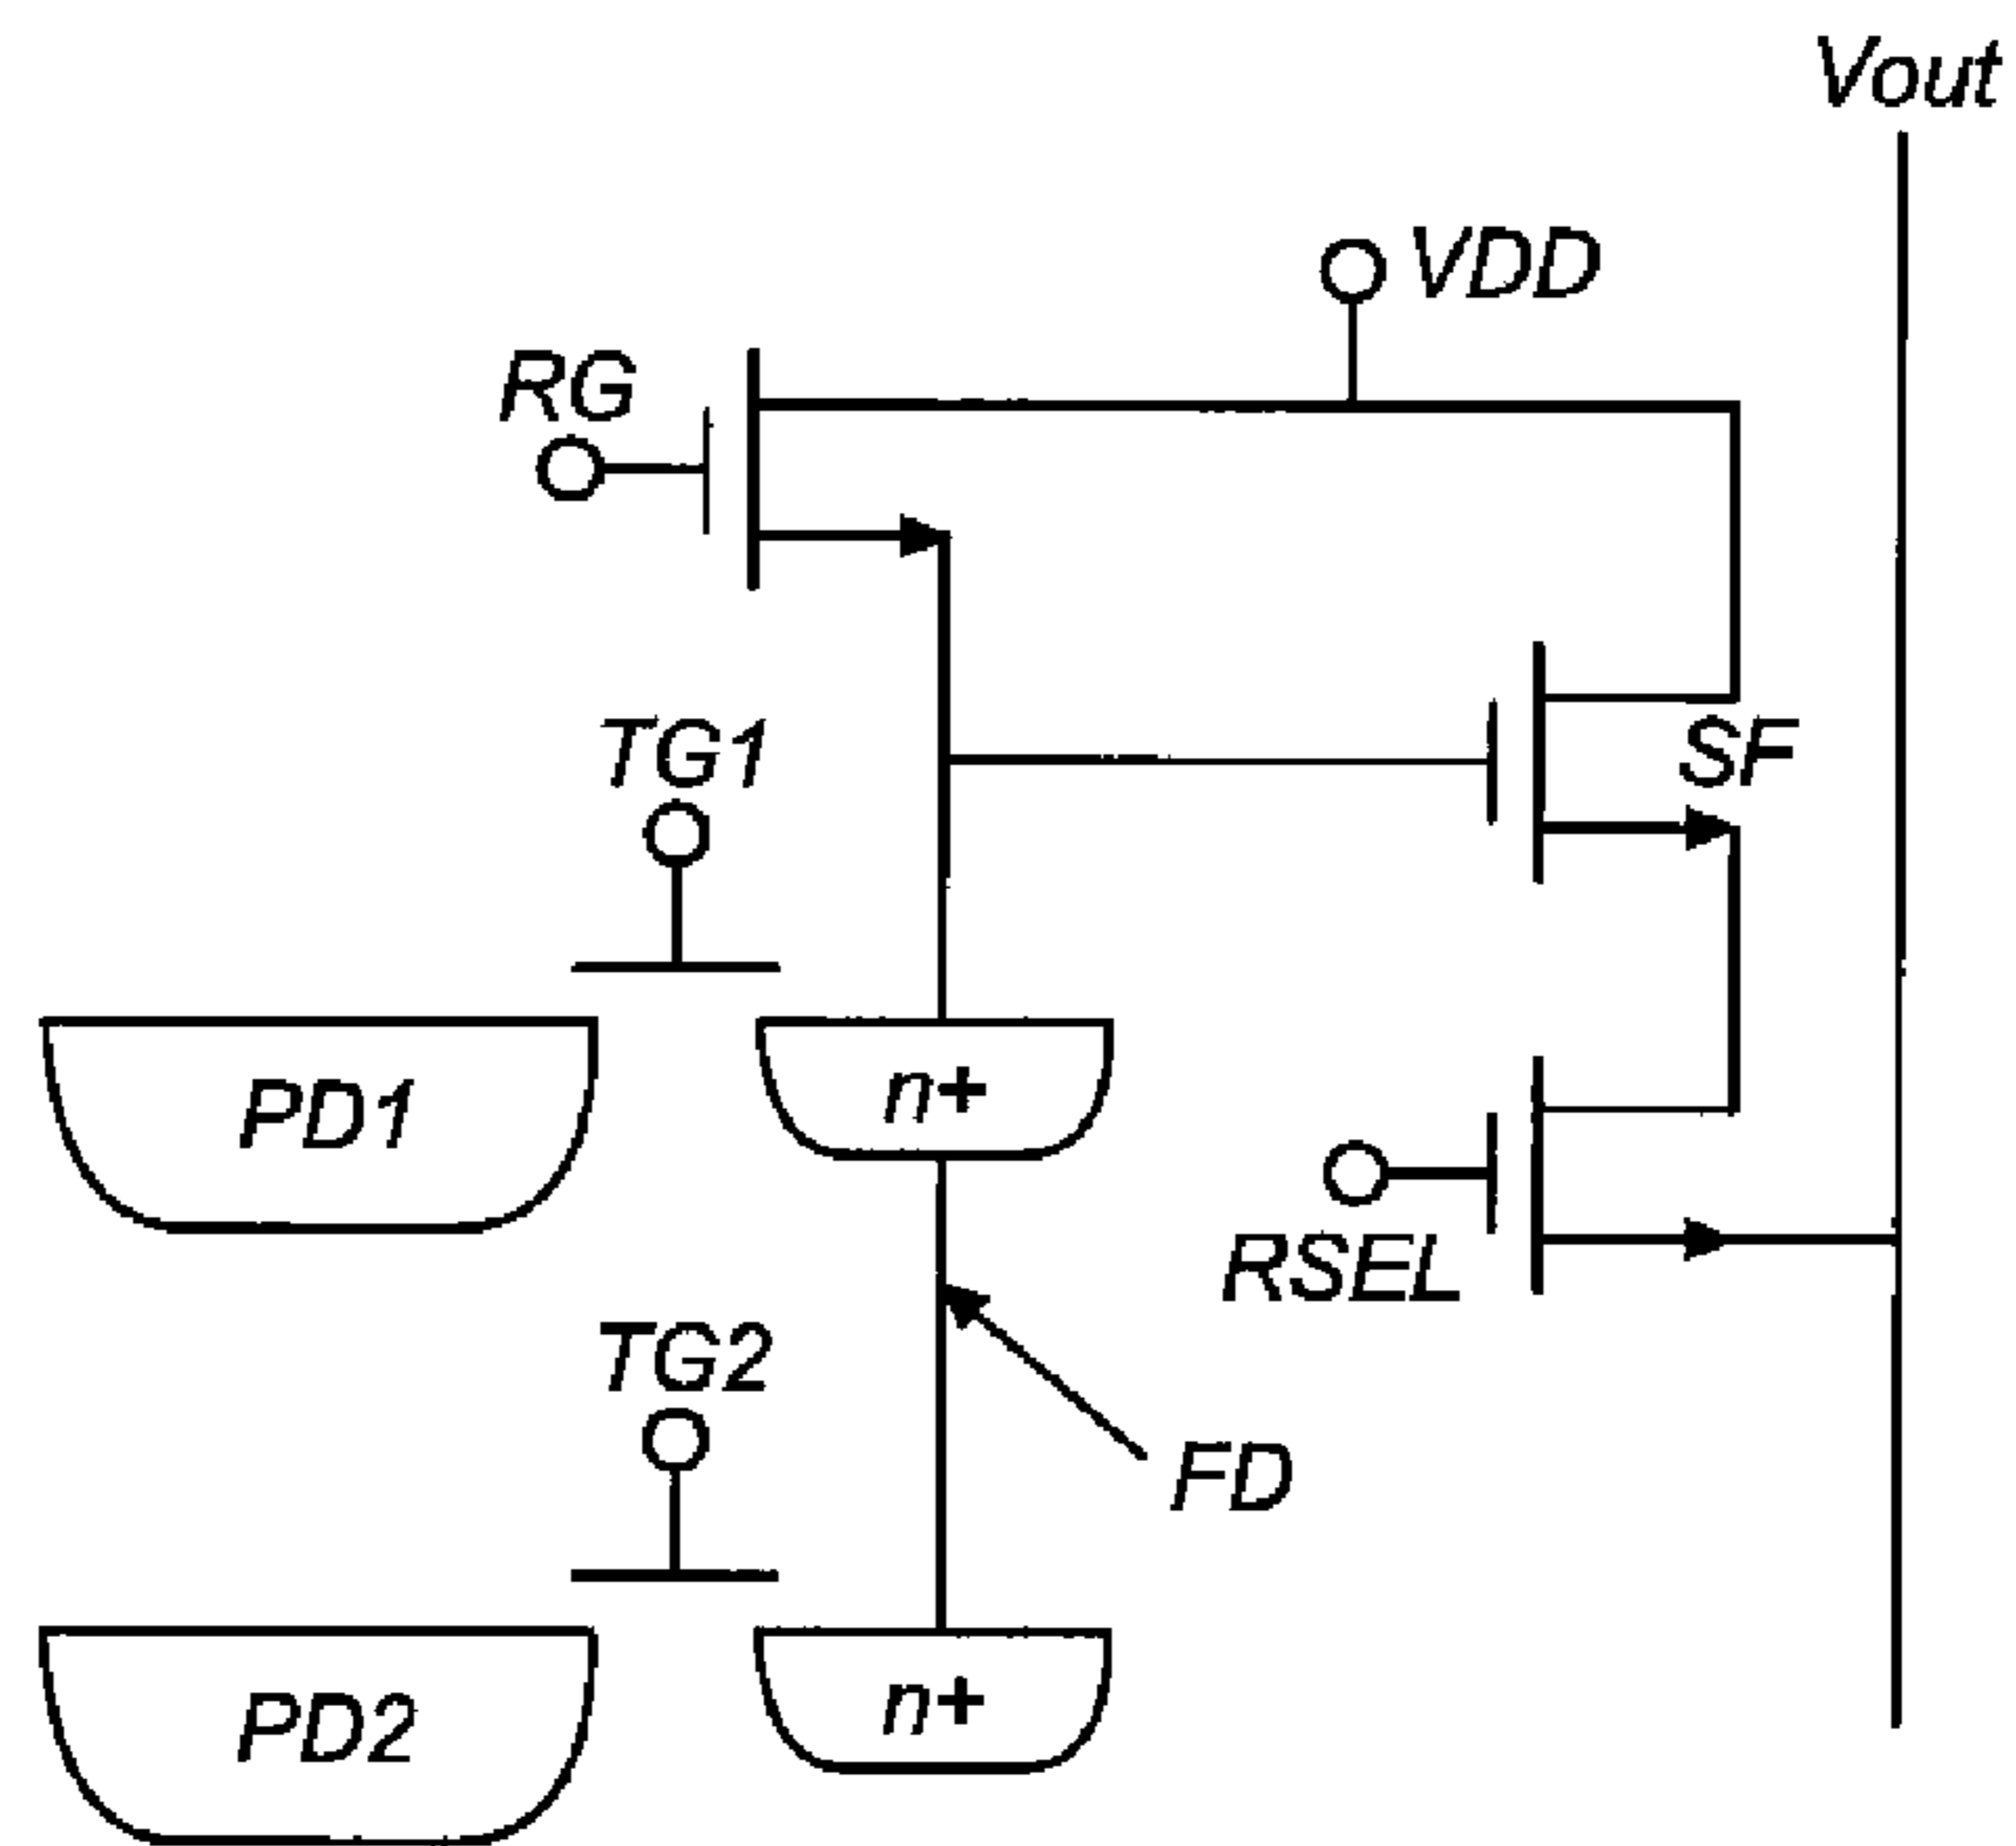 Vout
VDD
RG
TG1
SF
PD1
n+
RSEL
TG2
FD
PD2
n+